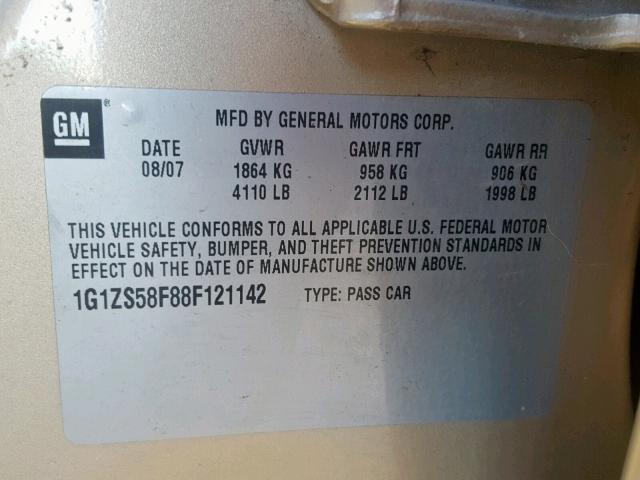 GM ®
MFD BY GENERAL MOTORS CORP.
DATE GVWR GAWR FRT GAWR RR
08/07 1864 KG 958 KG 906 KG
4110 LB 2112 LB 1998 LB
THIS VEHICLE CONFORMS TO ALL APPLICABLE U.S. FEDERAL MOTOR
VEHICLE SAFETY, BUMPER, AND THEFT PREVENTION STANDARDS IN
EFFECT ON THE DATE OF MANUFACTURE SHOWN ABOVE.
1G1ZS58F88F121142 TYPE: PASS CAR